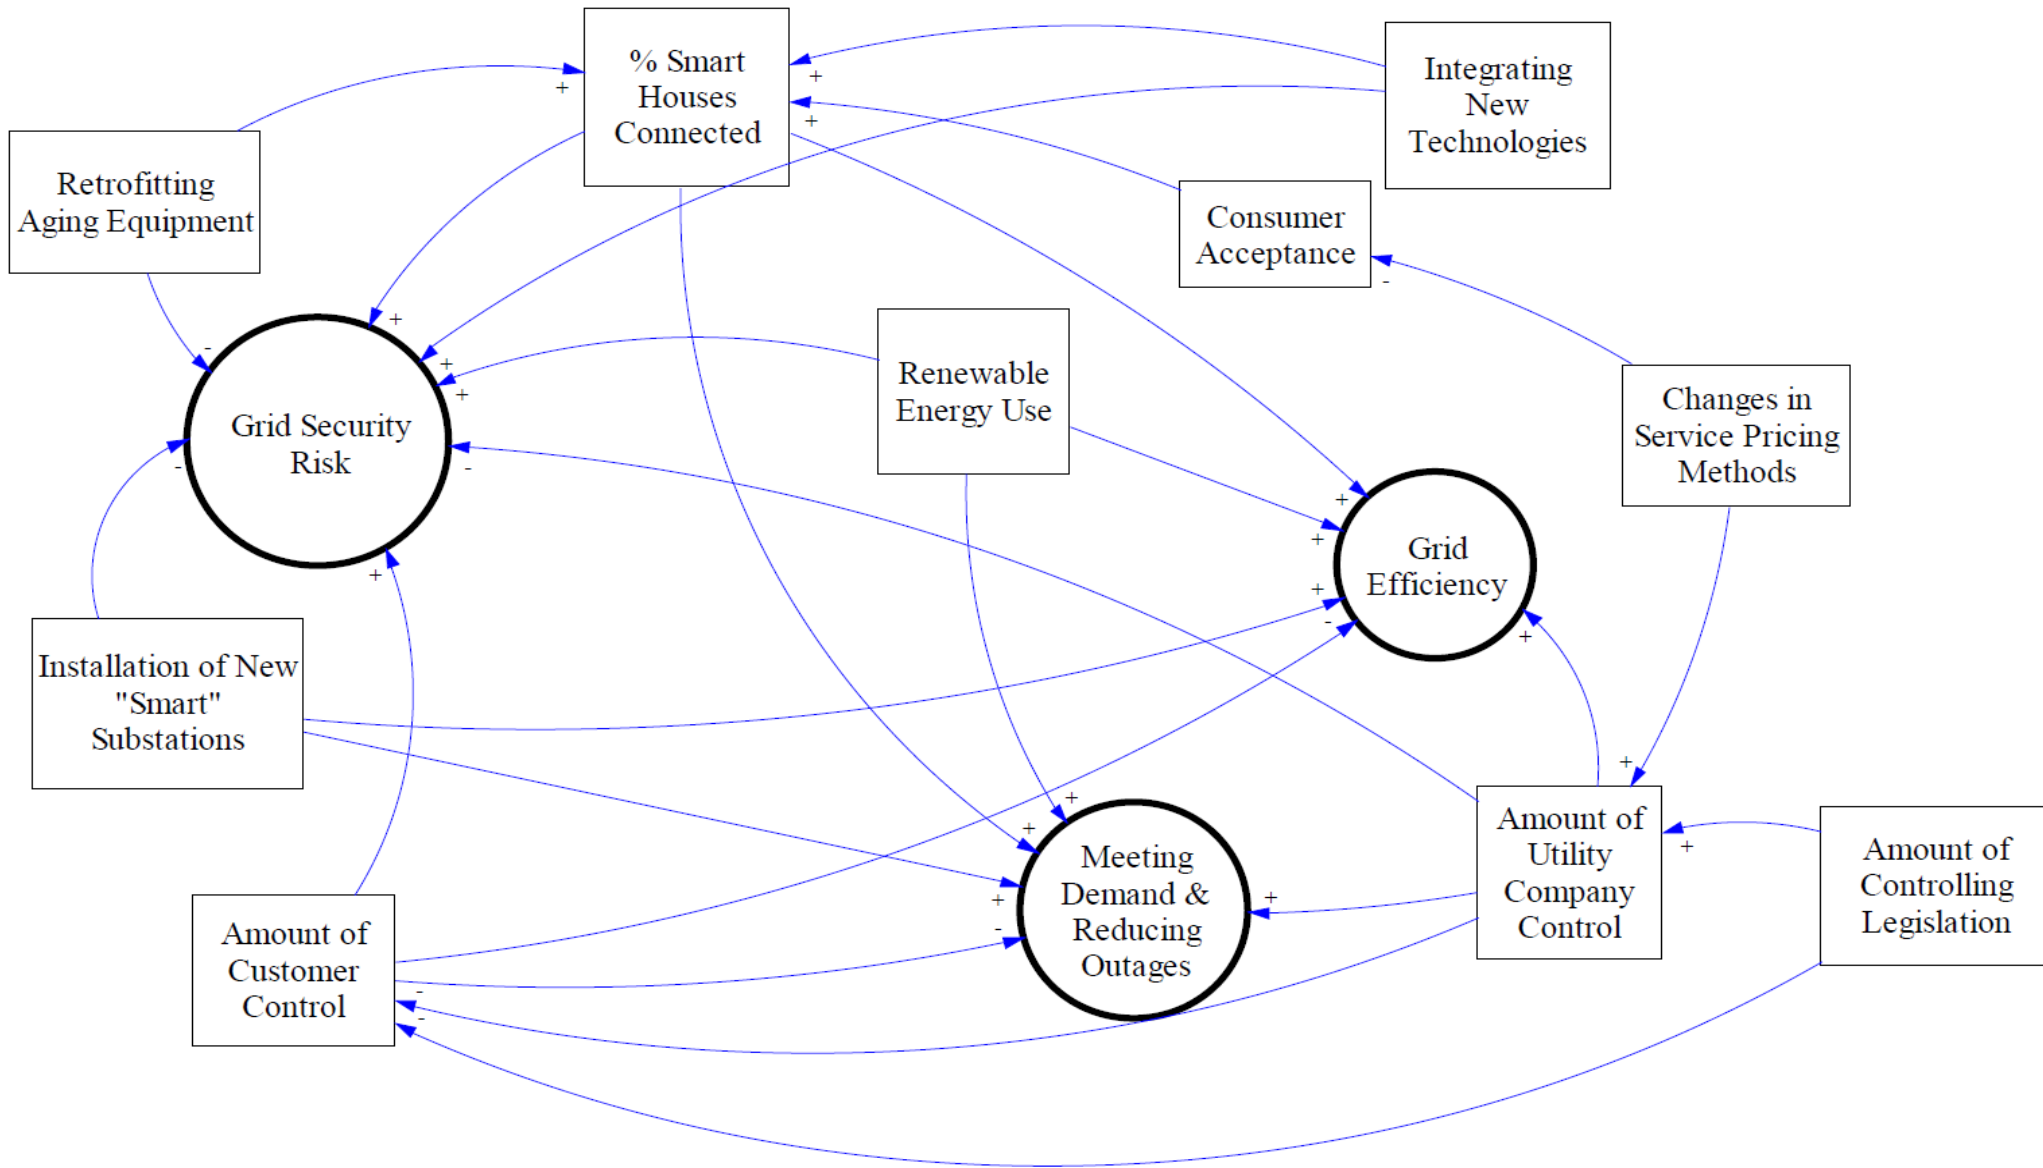 % Smart
Houses
Connected
Integrating
New
Technologies
Retrofitting
Aging Equipment
Consumer
Acceptance
Renewable
Energy Use
Changes in
Service Pricing
Methods
Grid Security
Risk
Grid
Efficiency
Installation of New
"Smart"
Substations
Meeting
Demand &
Reducing
Outages
Amount of
Utility
Company
Control
Amount of
Controlling
Legislation
Amount of
Customer
Control
+
+
+
-
+
+
+
-
-
-
+
+
+
+
-
+
+
+
+
+
+
-
+
-
-